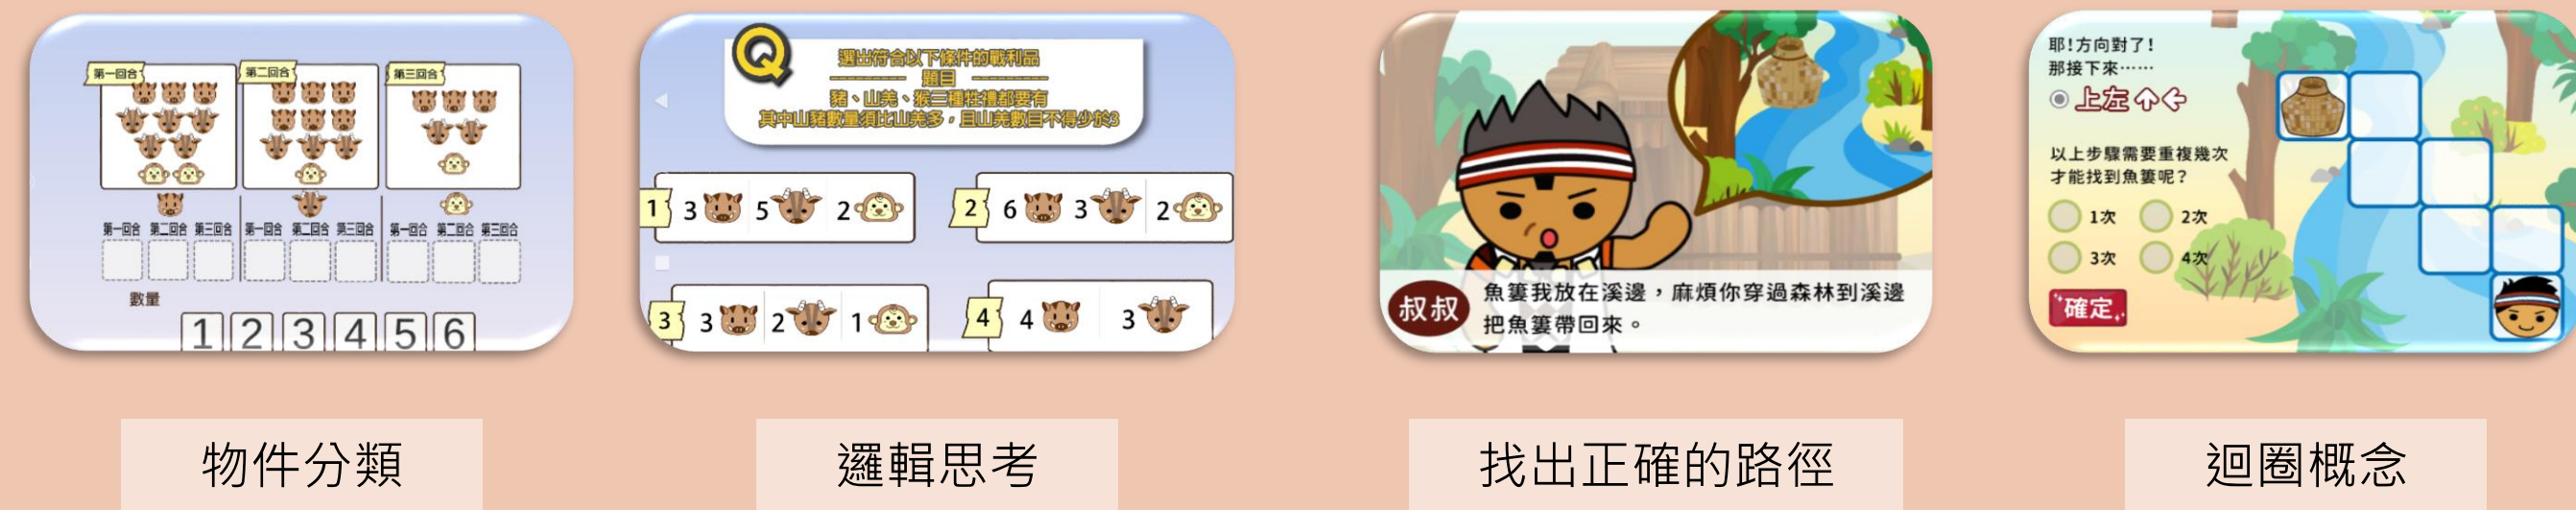 第一回合
第二回合
第三回合
第一回合 第二回合 第三回合 第一回合 第二回合 第三回合 第一回合 第二回合 第三回合
數量
1 2 3 4 5 6
物件分類
Q
選出符合以下條件的戰利品
--------- 題目 ---------
豬、山羌、猴三種牲禮都要有
其中山豬數量須比山羌多，且山羌數目不得少於3
1 3 5 2
2 6 3 2
3 3 2 1
4 4 3
邏輯思考
叔叔
魚簍我放在溪邊，麻煩你穿過森林到溪邊
把魚簍帶回來。
找出正確的路徑
耶!方向對了!
那接下來⋯⋯
上左↑←
以上步驟需要重複幾次
才能找到魚簍呢?
1次 2次
3次 4次
確定
迴圈概念